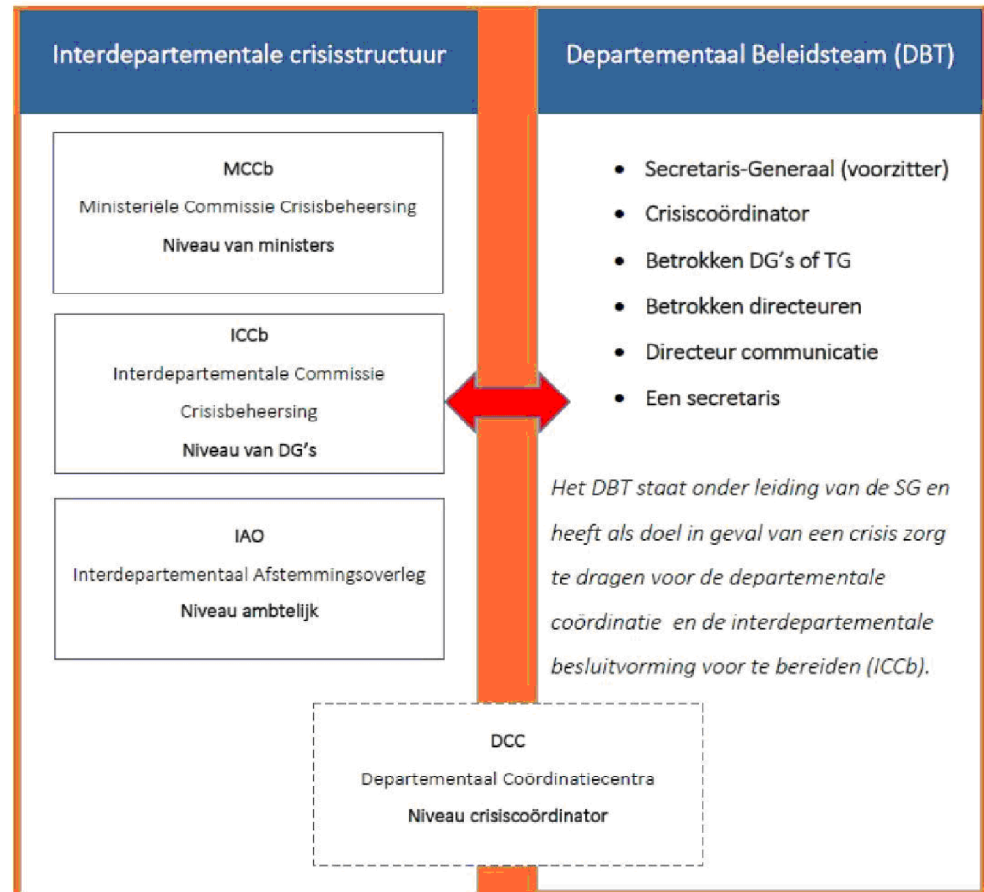 Interdepartementale crisisstructuur
MCCb
Ministeriële Commissie Crisisbeheersing
Niveau van ministers
ICCb
Interdepartementale Commissie
Crisisbeheersing
Niveau van DG's
IAO
Interdepartementaal Afstemmingsoverleg
Niveau ambtelijk
Departementaal Beleidsteam (DBT)
• Secretaris-Generaal (voorzitter)
• Crisiscoördinator
• Betrokken DG's of TG
• Betrokken directeuren
• Directeur communicatie
• Een secretaris
Het DBT staat onder leiding van de SG en
heeft als doel in geval van een crisis zorg
te dragen voor de departementale
coördinatie en de interdepartementale
besluitvorming voor te bereiden (ICCb).
DCC
Departementaal Coördinatiecentra
Niveau crisiscoördinator